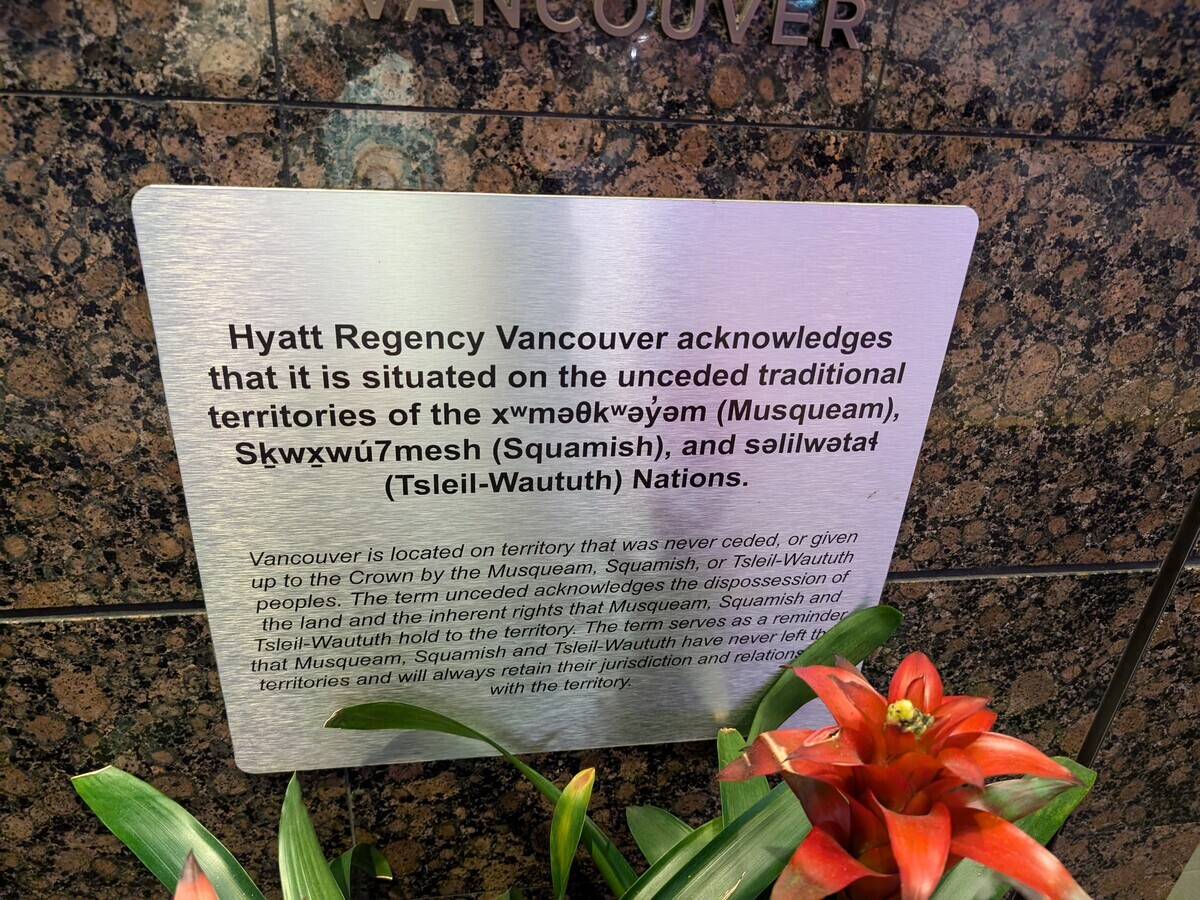 VANCOUVER
Hyatt Regency Vancouver acknowledges
that it is situated on the unceded traditional
territories of the xʷməθkʷəy̓əm (Musqueam),
Sḵwx̱wú7mesh (Squamish), and səlilwətaɬ
(Tsleil-Waututh) Nations.
Vancouver is located on territory that was never ceded, or given
up to the Crown by the Musqueam, Squamish, or Tsleil-Waututh
peoples. The term unceded acknowledges the dispossession of
the land and the inherent rights that Musqueam, Squamish and
Tsleil-Waututh hold to the territory. The term serves as a reminder
that Musqueam, Squamish and Tsleil-Waututh have never left
territories and will always retain their jurisdiction and
with the territory.